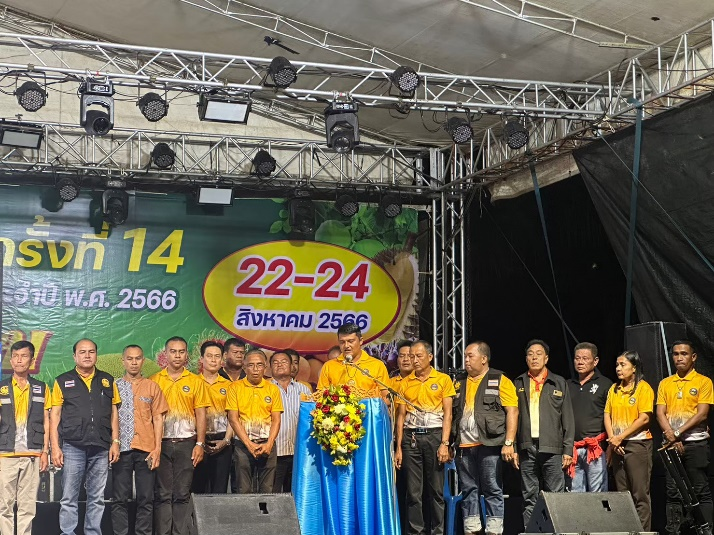 ครั้งที่ 14
ประจำปี พ.ศ. 2566
22-24
สิงหาคม 2566